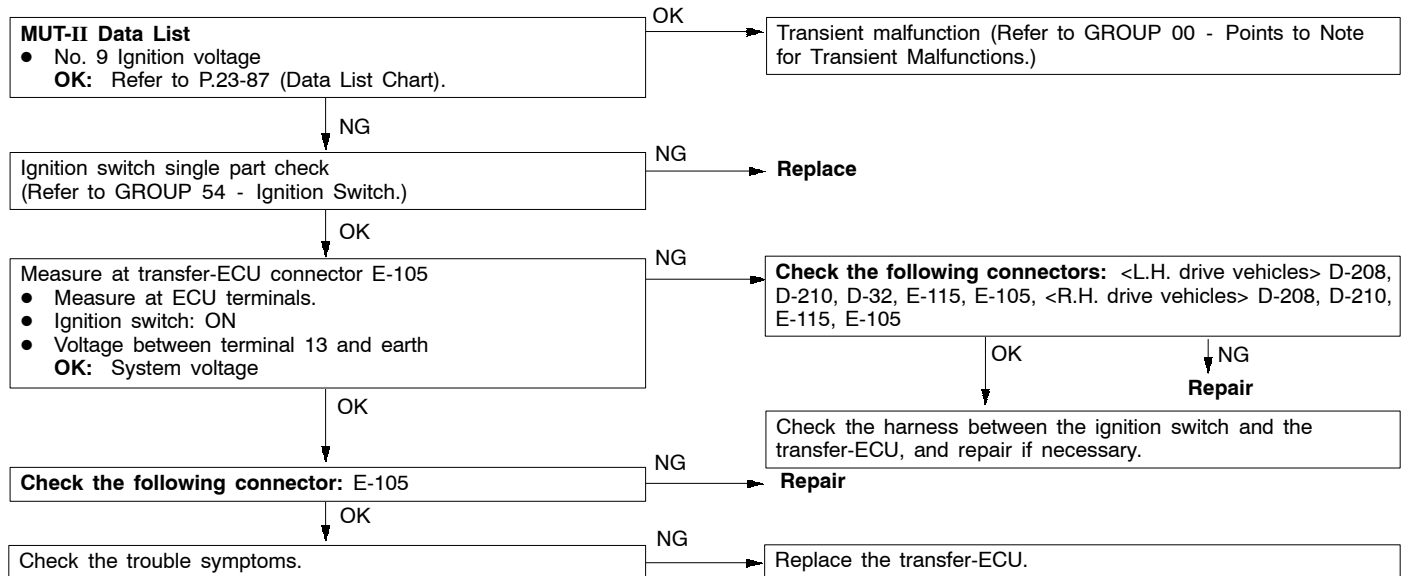 MUT-II Data List
● No. 9 Ignition voltage
OK: Refer to P.23-87 (Data List Chart).
OK
Transient malfunction (Refer to GROUP 00 - Points to Note
for Transient Malfunctions.)
NG
Ignition switch single part check
(Refer to GROUP 54 - Ignition Switch.)
NG
Replace
OK
Measure at transfer-ECU connector E-105
● Measure at ECU terminals.
● Ignition switch: ON
● Voltage between terminal 13 and earth
OK: System voltage
NG
Check the following connectors: <L.H. drive vehicles> D-208,
D-210, D-32, E-115, E-105, <R.H. drive vehicles> D-208, D-210,
E-115, E-105
OK
NG
Repair
Check the harness between the ignition switch and the
transfer-ECU, and repair if necessary.
OK
Check the following connector: E-105
NG
Repair
OK
Check the trouble symptoms.
NG
Replace the transfer-ECU.